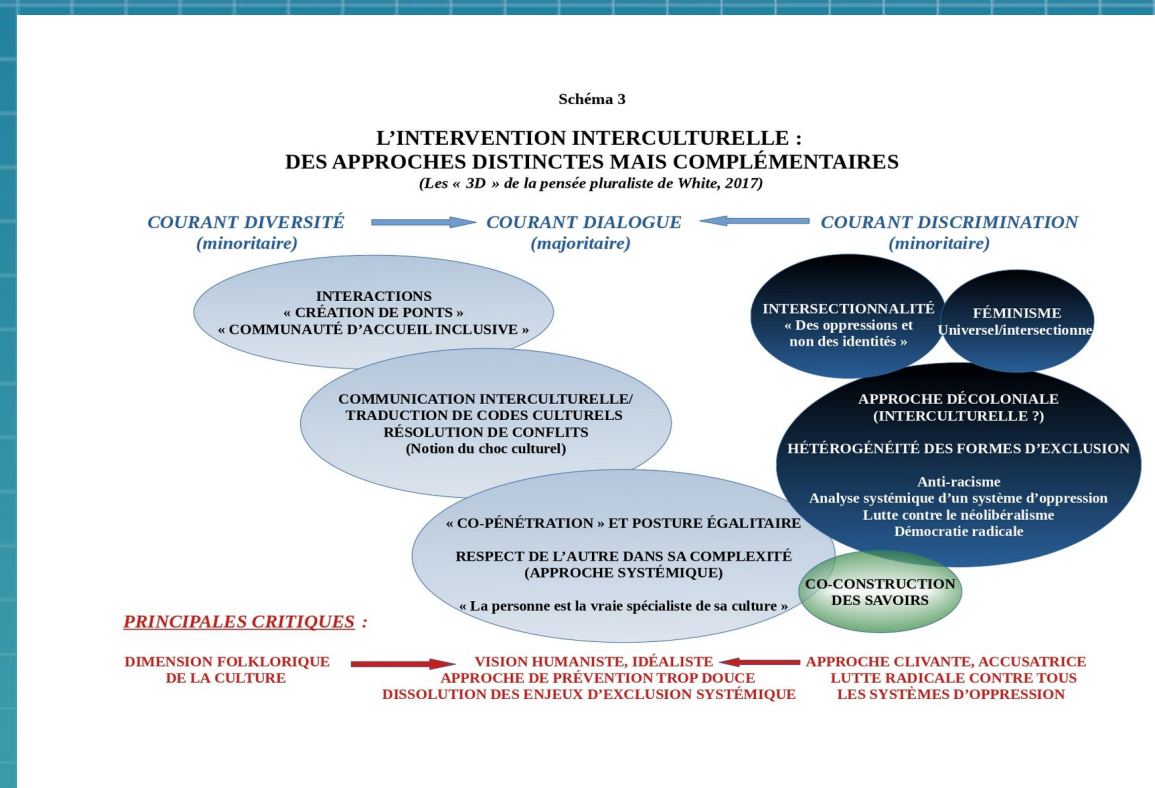 Schéma 3
L'INTERVENTION INTERCULTURELLE :
DES APPROCHES DISTINCTES MAIS COMPLÉMENTAIRES
(Les « 3D » de la pensée pluraliste de White, 2017)
COURANT DIVERSITÉ
(minoritaire)
COURANT DIALOGUE
(majoritaire)
COURANT DISCRIMINATION
(minoritaire)
INTERACTIONS
« CRÉATION DE PONTS »
« COMMUNAUTÉ D'ACCUEIL INCLUSIVE »
COMMUNICATION INTERCULTURELLE/
TRADUCTION DE CODES CULTURELS
RÉSOLUTION DE CONFLITS
(Notion du choc culturel)
« CO-PÉNÉTRATION » ET POSTURE ÉGALITAIRE
RESPECT DE L'AUTRE DANS SA COMPLEXITÉ
(APPROCHE SYSTÉMIQUE)
« La personne est la vraie spécialiste de sa culture »
INTERSECTIONNALITÉ
« Des oppressions et
non des identités »
FÉMINISME
Universel/intersectionne
APPROCHE DÉCOLONIALE
(INTERCULTURELLE ?)
HÉTÉROGÉNÉITÉ DES FORMES D'EXCLUSION
Anti-racisme
Analyse systémique d'un système d'oppression
Lutte contre le néolibéralisme
Démocratie radicale
CO-CONSTRUCTION
DES SAVOIRS
PRINCIPALES CRITIQUES :
DIMENSION FOLKLORIQUE
DE LA CULTURE
VISION HUMANISTE, IDÉALISTE
APPROCHE DE PRÉVENTION TROP DOUCE
DISSOLUTION DES ENJEUX D'EXCLUSION SYSTÉMIQUE
APPROCHE CLIVANTE, ACCUSATRICE
LUTTE RADICALE CONTRE TOUS
LES SYSTÈMES D'OPPRESSION